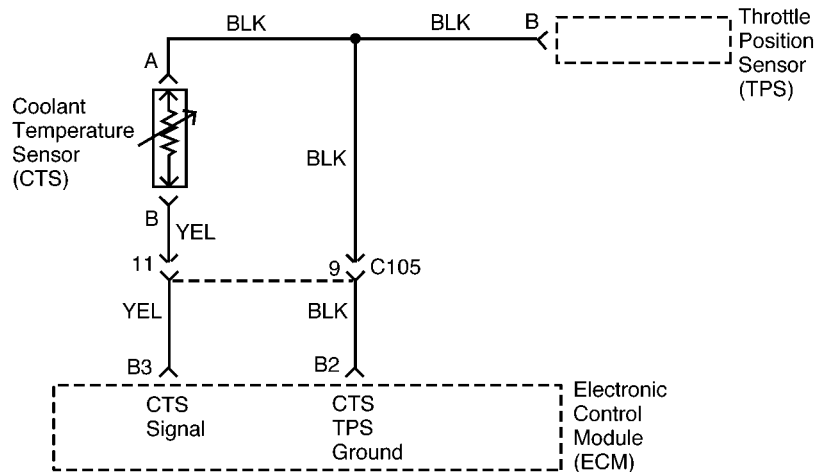 BLK
BLK
B
Throttle
Position
Sensor
(TPS)
A
Coolant
Temperature
Sensor
(CTS)
BLK
B
YEL
11
9
C105
YEL
BLK
B3
B2
CTS
Signal
CTS
TPS
Ground
Electronic
Control
Module
(ECM)